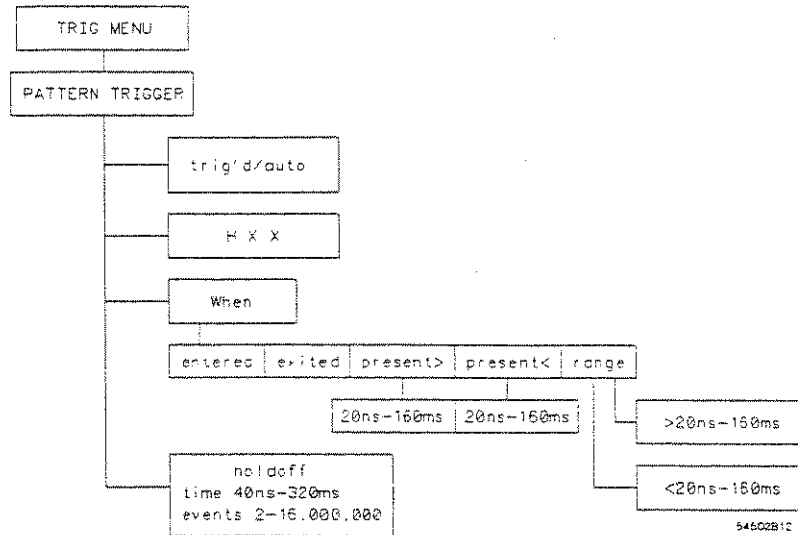 TRIG MENU
PATTERN TRIGGER
trig'd/auto
H X X
When
entered exited present> present< range
20ns-160ms 20ns-160ms
>20ns-160ms
<20ns-160ms
holdoff
time 40ns-320ms
events 2-16.000.000
54502B12